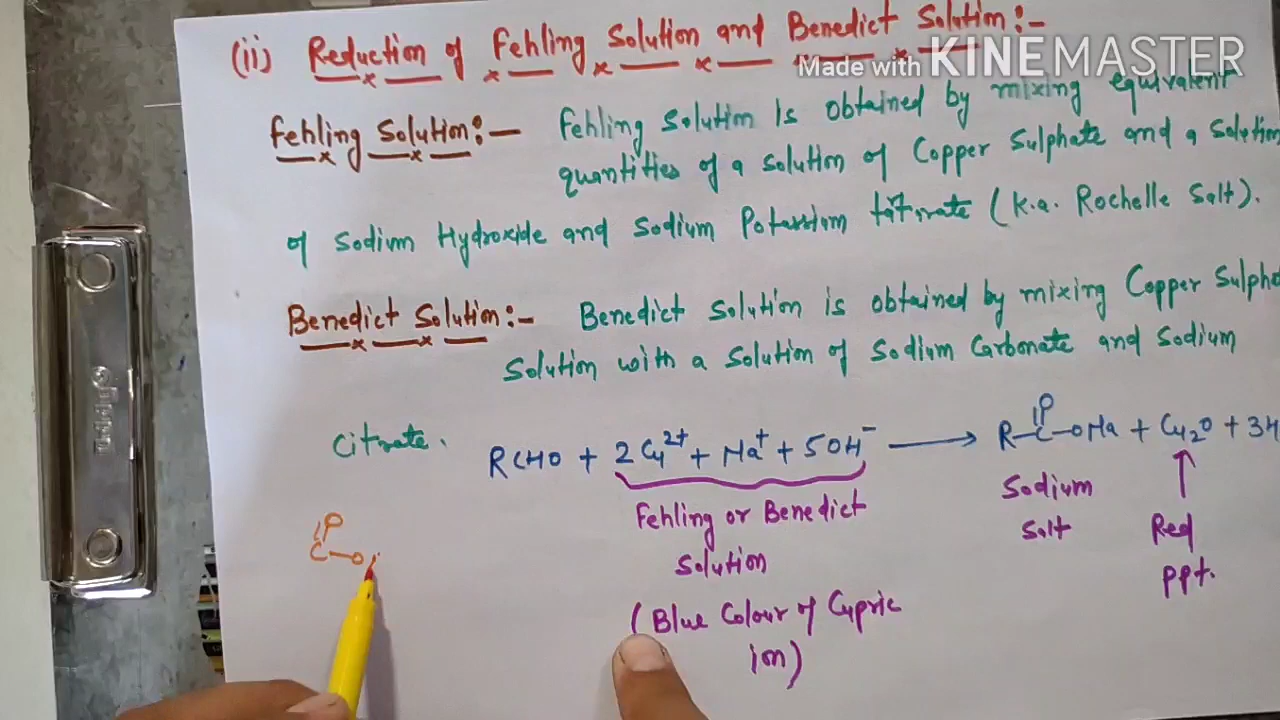 (ii) Reduction of Fehling Solution and Benedict Solution:-
Made with KINEMASTER
Fehling Solution:- Fehling Solution is obtained by mixing equivalent
quantities of a solution of Copper Sulphate and a solution
of Sodium Hydroxide and Sodium Potassium tartrate (k.a. Rochelle Salt).
Benedict Solution:- Benedict Solution is obtained by mixing Copper Sulpha
Solution with a solution of Sodium Carbonate and Sodium
Citrate.
RCHO + 2Cu²⁺ + Na⁺ + 5OH⁻ → R-C-ONa + Cu₂O + 3H
O
Fehling or Benedict
Solution
(Blue Colour of Cupric
ion)
Sodium
Salt
Red
ppt.
O
C-O